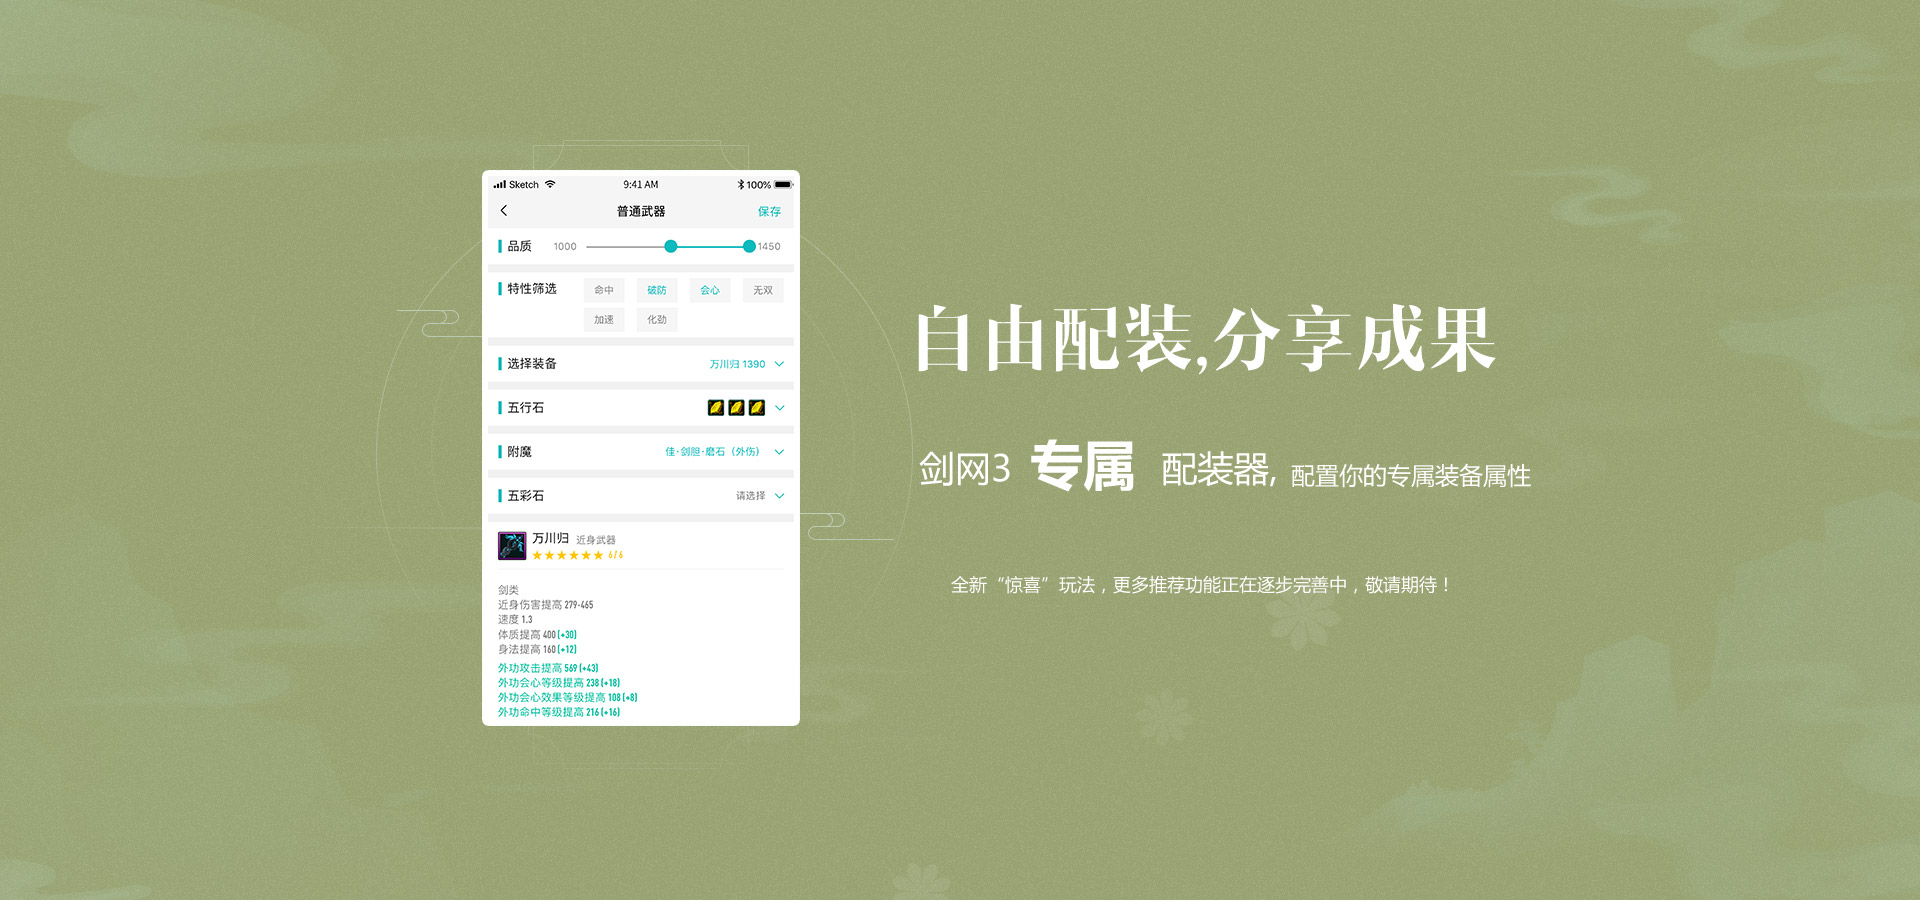 Sketch 9:41 AM 100%
普通武器 保存
品质 1000 1450
特性筛选 命中 破防 会心 无双
加速 化劲
选择装备 万川归 1390
五行石
附魔 佳·剑胆·磨石（外伤）
五彩石 请选择
万川归 近身武器
6/6
剑类
近身伤害提高 279-465
速度 1.3
体质提高 400 (+30)
身法提高 160 (+12)
外功攻击提高 569 (+43)
外功会心等级提高 238 (+18)
外功会心效果等级提高 108 (+8)
外功命中等级提高 216 (+16)
自由配装,分享成果
剑网3 专属 配装器, 配置你的专属装备属性
全新“惊喜”玩法，更多推荐功能正在逐步完善中，敬请期待！